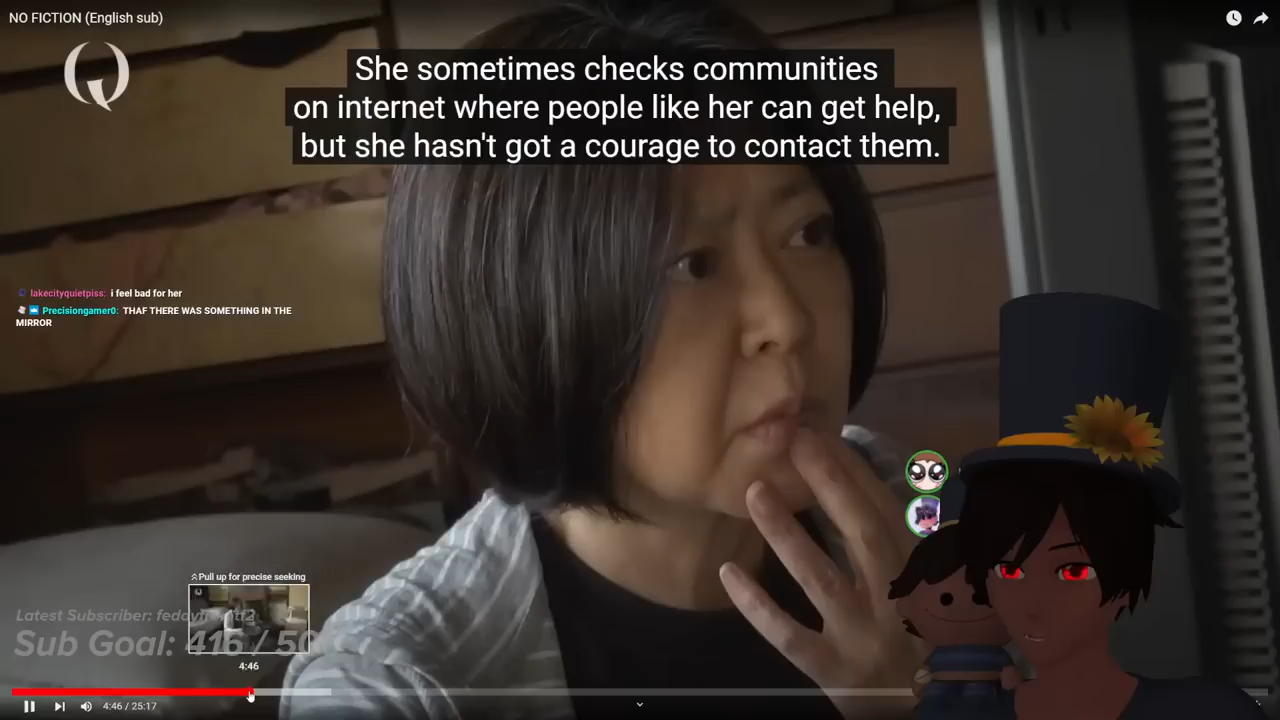 NO FICTION (English sub)
Q
She sometimes checks communities
on internet where people like her can get help,
but she hasn't got a courage to contact them.
lakecityquietpiss: i feel bad for her
Precisiongamer0: THAF THERE WAS SOMETHING IN THE
MIRROR
Pull up for precise seeking
Latest Subscriber:
Sub Goal: 416 / 50
4:46
4:46 / 25:17